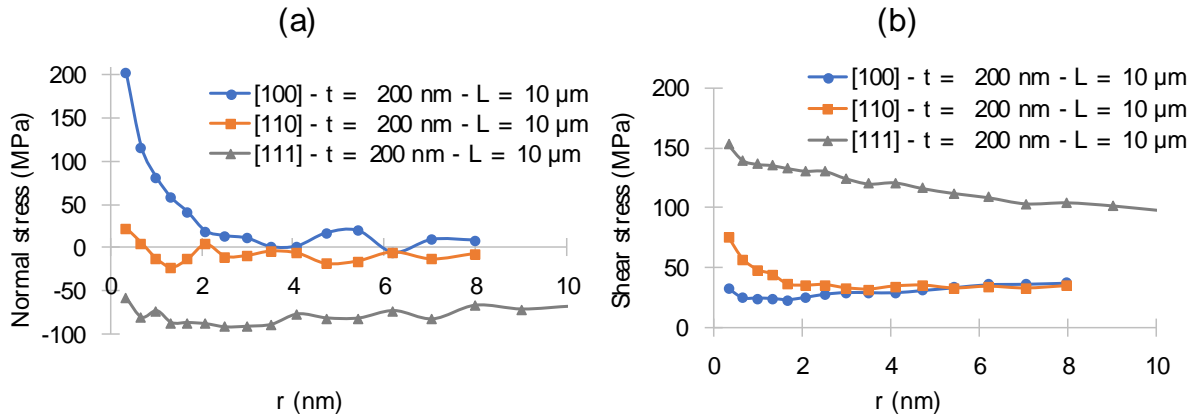 (a)
Normal stress (MPa)
200
150
100
50
0
-50
-100
[100] - t = 200 nm - L = 10 µm
[110] - t = 200 nm - L = 10 µm
[111] - t = 200 nm - L = 10 µm
0 2 4 6 8 10
r (nm)
(b)
Shear stress (MPa)
200
150
100
50
0
[100] - t = 200 nm - L = 10 µm
[110] - t = 200 nm - L = 10 µm
[111] - t = 200 nm - L = 10 µm
0 2 4 6 8 10
r (nm)